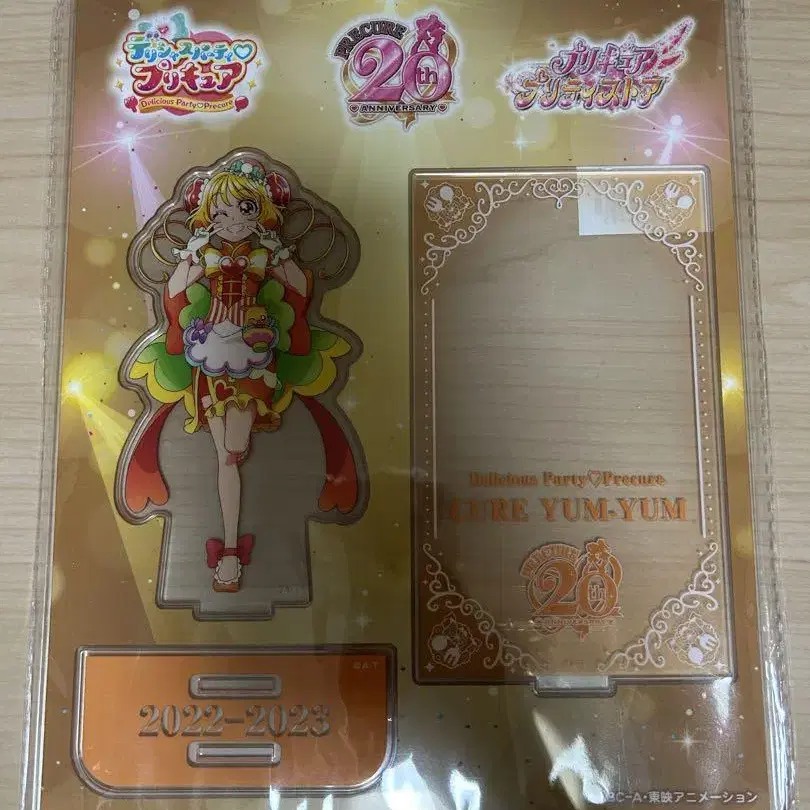 デリシャスパーティ♡
プリキュア
Delicious Party♡Precure
PRECURE
20th
ANNIVERSARY
プリキュア
プリティストア
Delicious Party♡Precure
CURE YUM-YUM
PRECURE
20th
ANNIVERSARY
©A-T
2022-2023
BC-A・東映アニメーション